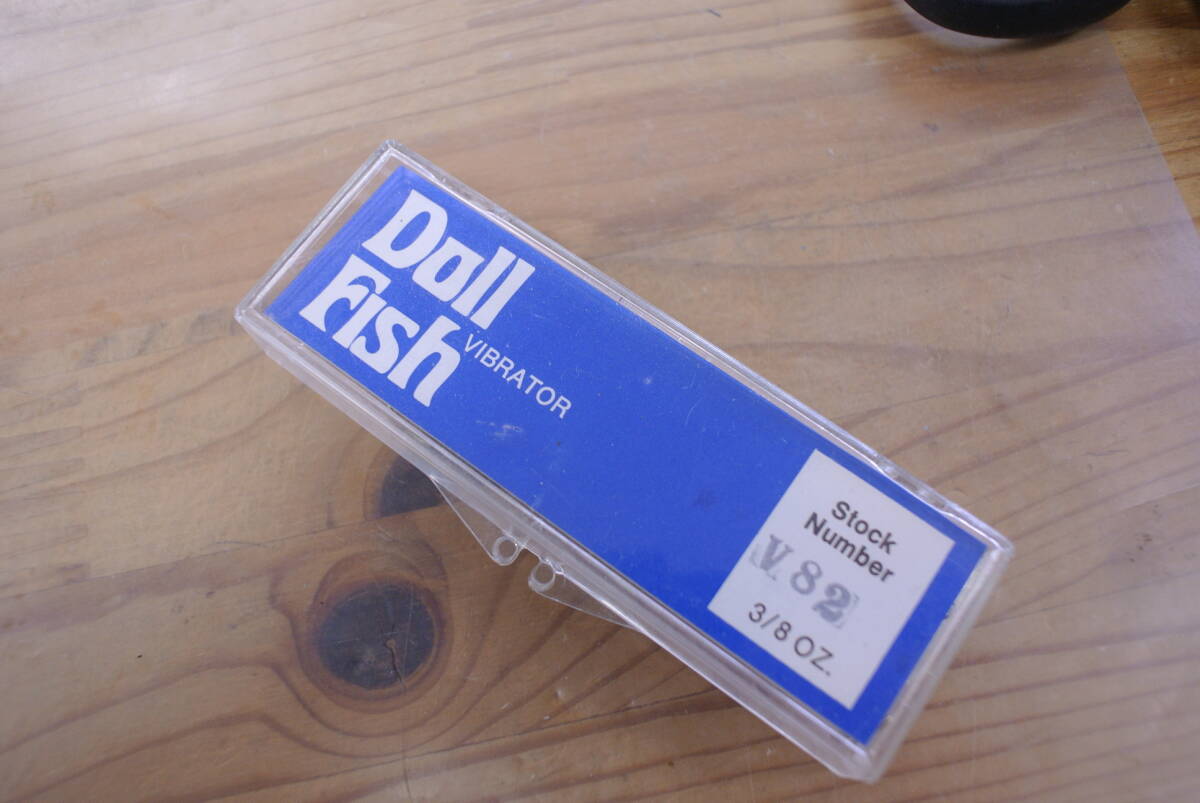 Doll
Fish
VIBRATOR
Stock
Number
V82
3/8 OZ.